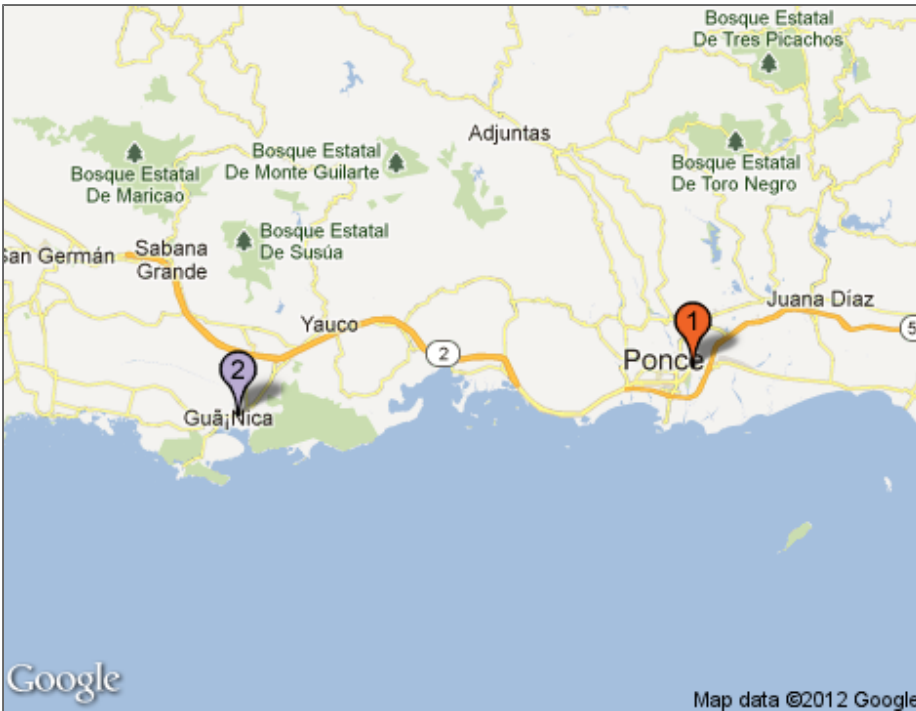 Bosque Estatal
De Tres Picachos
Adjuntas
Bosque Estatal
De Monte Guilarte
Bosque Estatal
De Maricao
Bosque Estatal
De Toro Negro
Bosque Estatal
De Susúa
San Germán
Sabana
Grande
Juana Díaz
Yauco
1
5
2
Ponce
2
Guã¡Nica
Google
Map data ©2012 Google